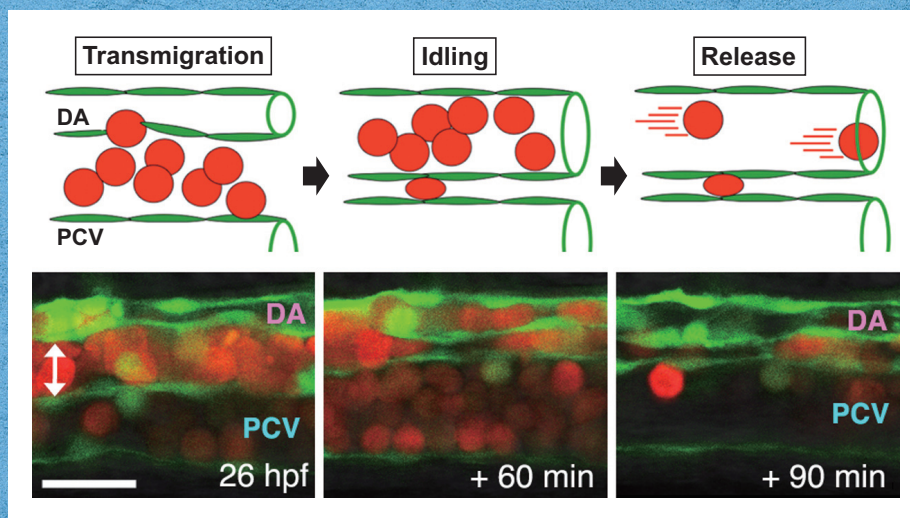 Transmigration
Idling
Release
DA
PCV
DA
PCV
26 hpf
+ 60 min
DA
PCV
+ 90 min